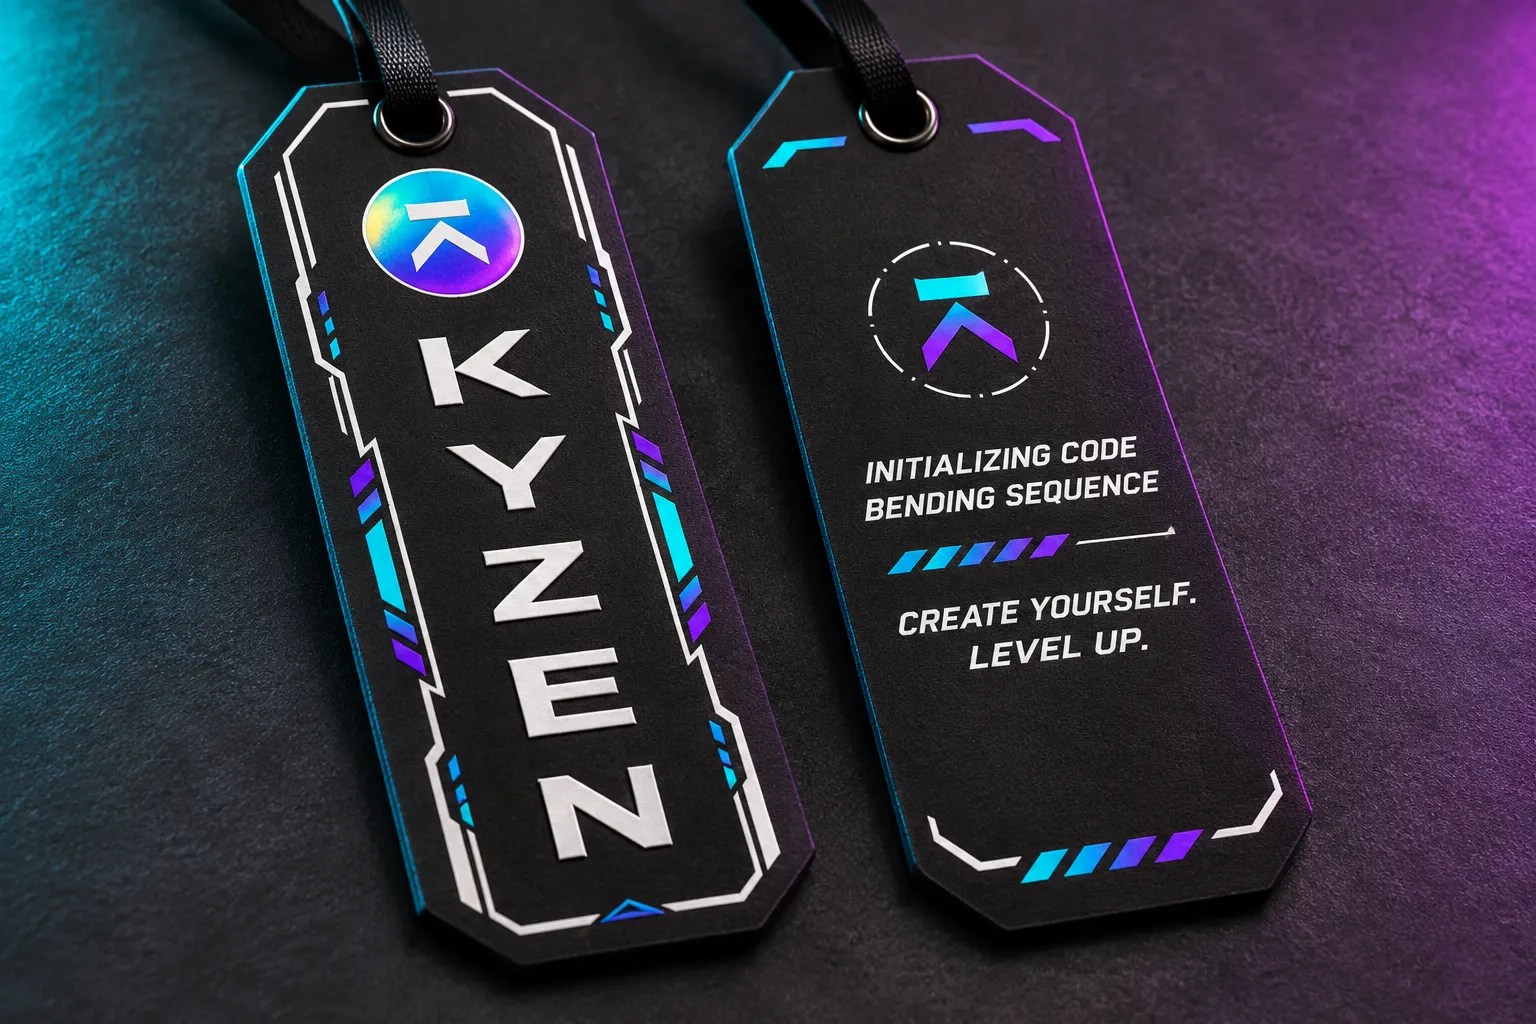 KYZEN
INITIALIZING CODE
BENDING SEQUENCE
CREATE YOURSELF.
LEVEL UP.